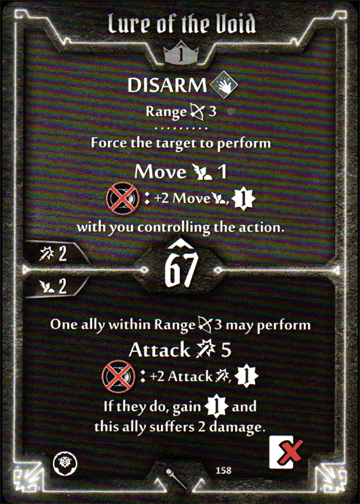 Lure of the Void
1
DISARM
Range 3
Force the target to perform
Move 1
: +2 Move, 1
with you controlling the action.
2
67
2
One ally within Range 3 may perform
Attack 5
: +2 Attack, 1
If they do, gain 1 and
this ally suffers 2 damage.
158